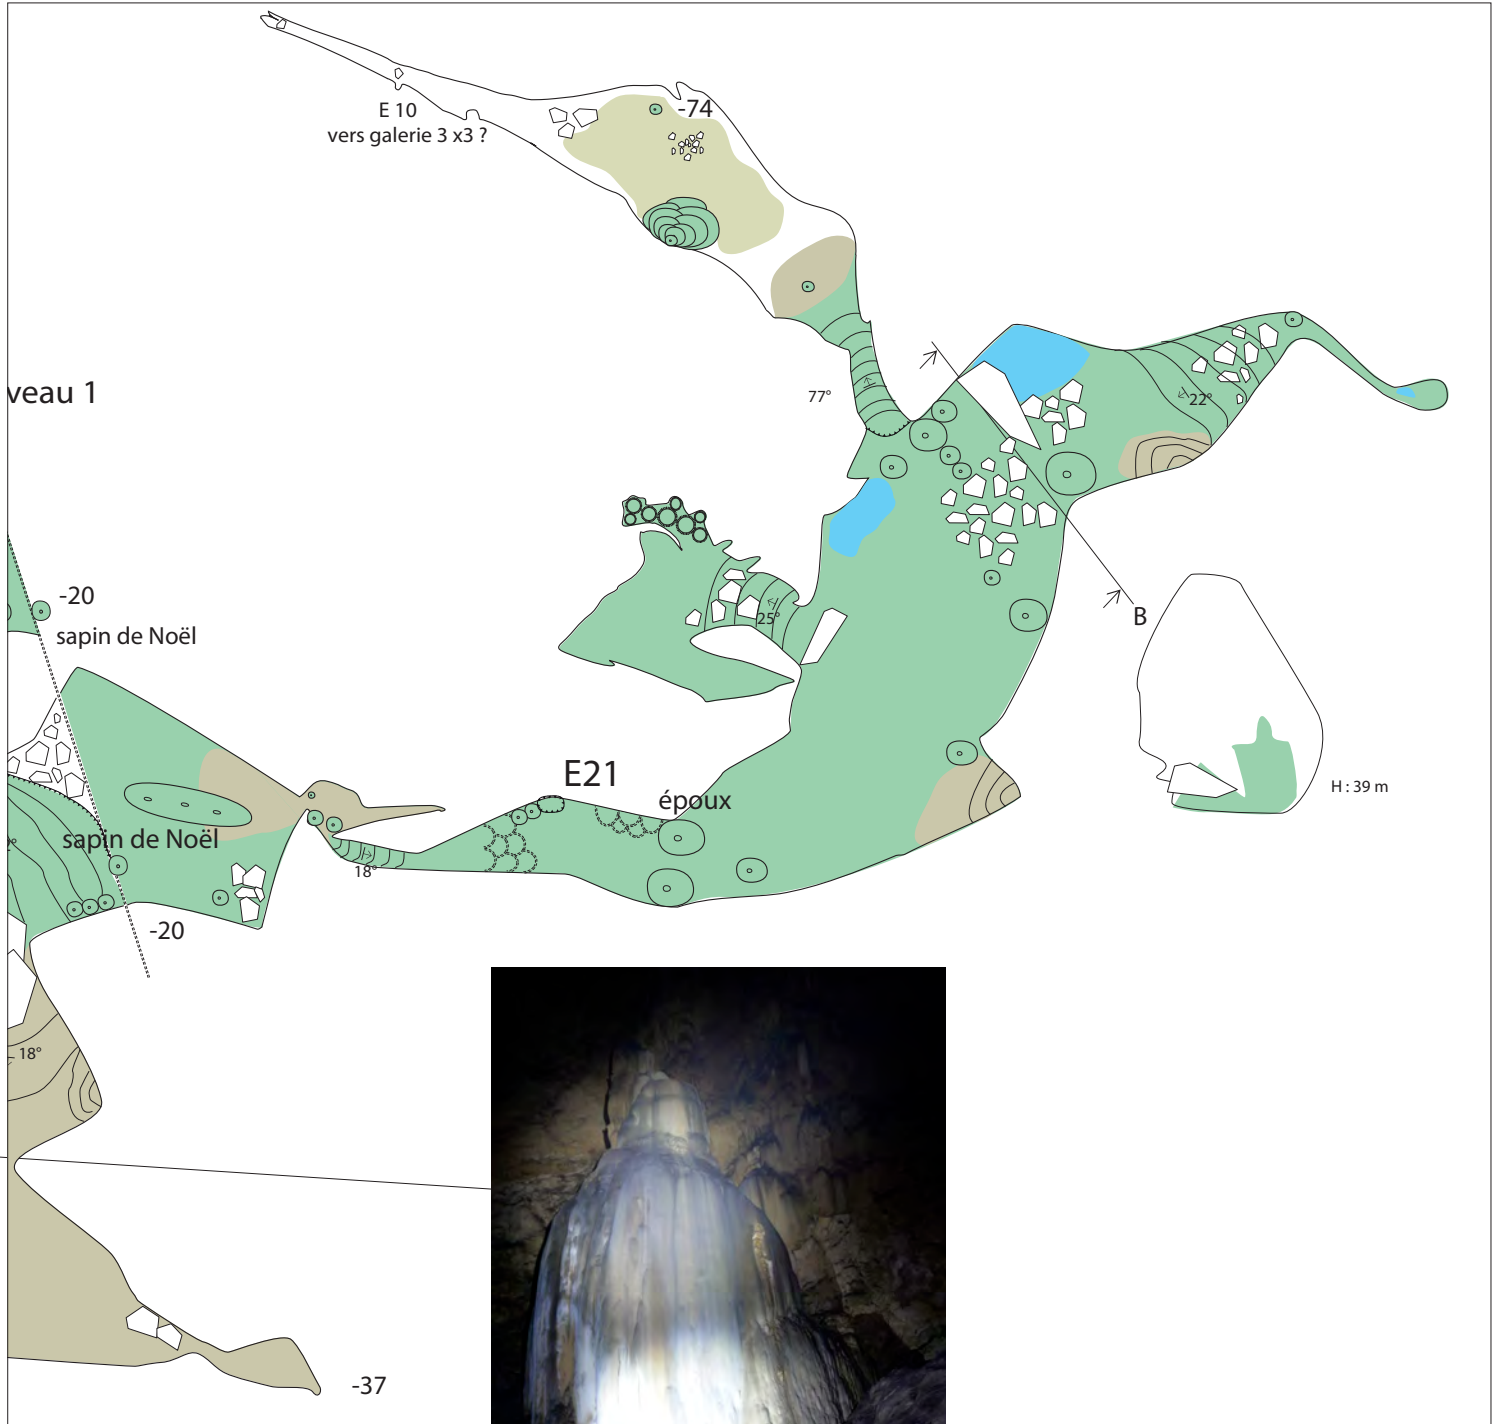 E 10
vers galerie 3 x3 ?
-74
77°
22°
veau 1
-20
sapin de Noël
25°
B
H : 39 m
E21
époux
sapin de Noël
18°
-20
18°
-37